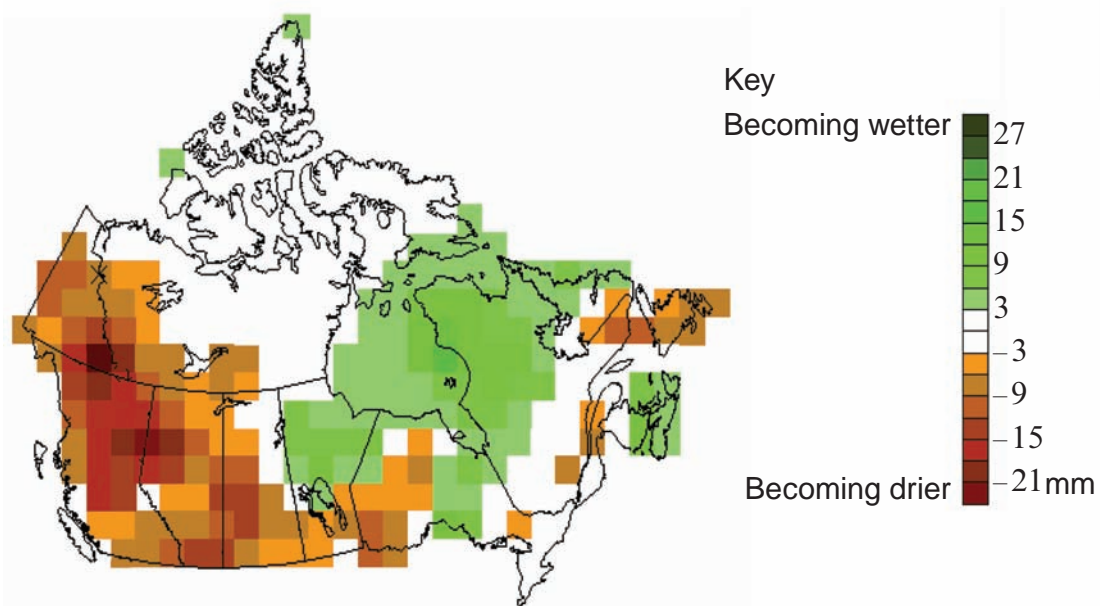 Key
Becoming wetter
27
21
15
9
3
–3
–9
–15
–21mm
Becoming drier